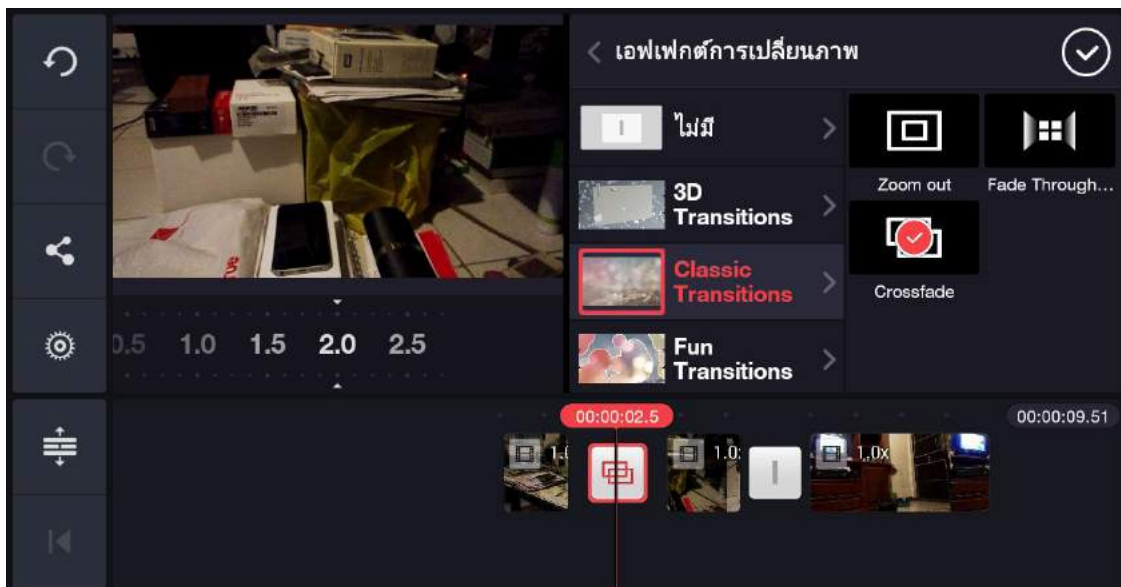 เอฟเฟกต์การเปลี่ยนภาพ
ไม่มี
3D
Transitions
Classic
Transitions
Fun
Transitions
Zoom out
Fade Through...
Crossfade
0.5 1.0 1.5 2.0 2.5
00:00:02.5
00:00:09.51
1.0
1.0x